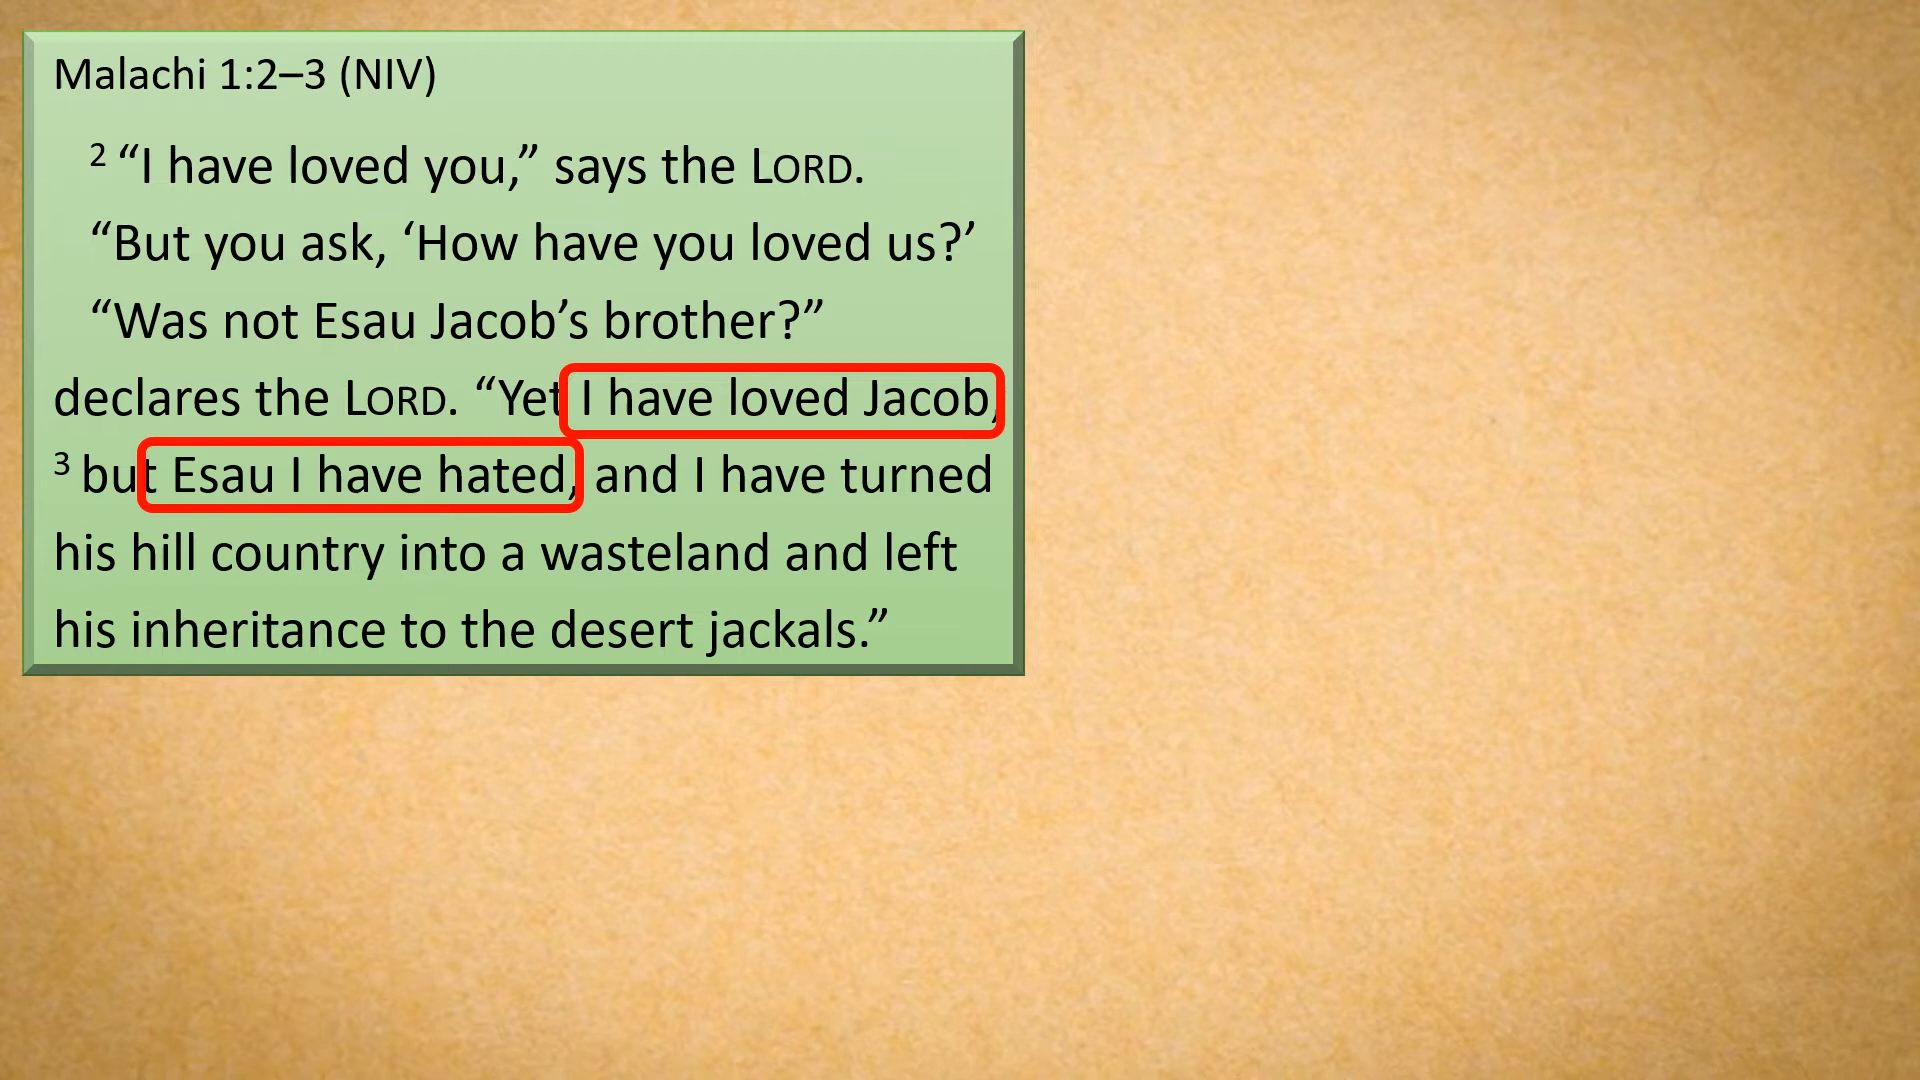 Malachi 1:2–3 (NIV)
2 “I have loved you,” says the LORD.
“But you ask, ‘How have you loved us?’
“Was not Esau Jacob’s brother?”
declares the LORD. “Yet I have loved Jacob,
3 but Esau I have hated, and I have turned
his hill country into a wasteland and left
his inheritance to the desert jackals.”